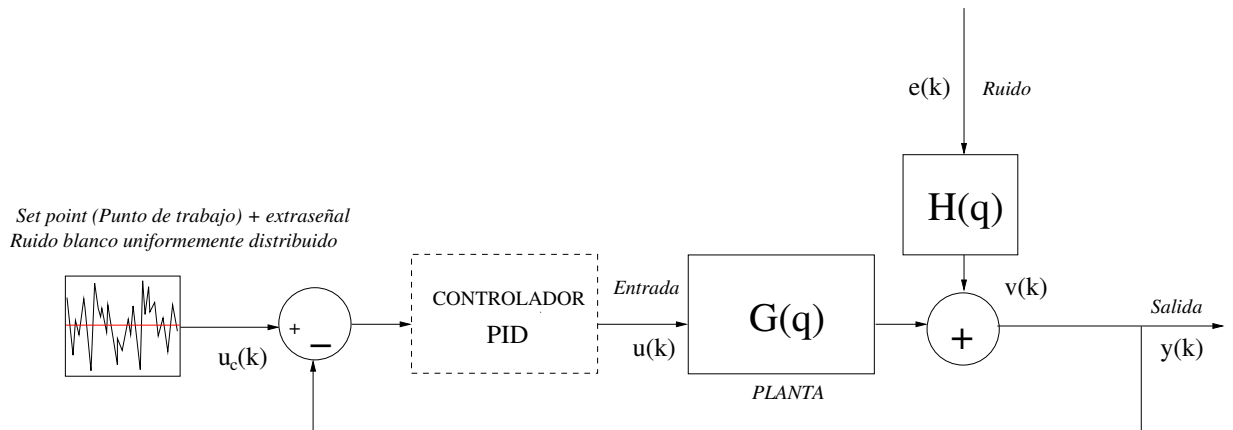 e(k)
Ruido
H(q)
Set point (Punto de trabajo) + extraseñal
Ruido blanco uniformemente distribuido
CONTROLADOR
PID
Entrada
G(q)
v(k)
Salida
+
−
+
u_c(k)
u(k)
y(k)
PLANTA